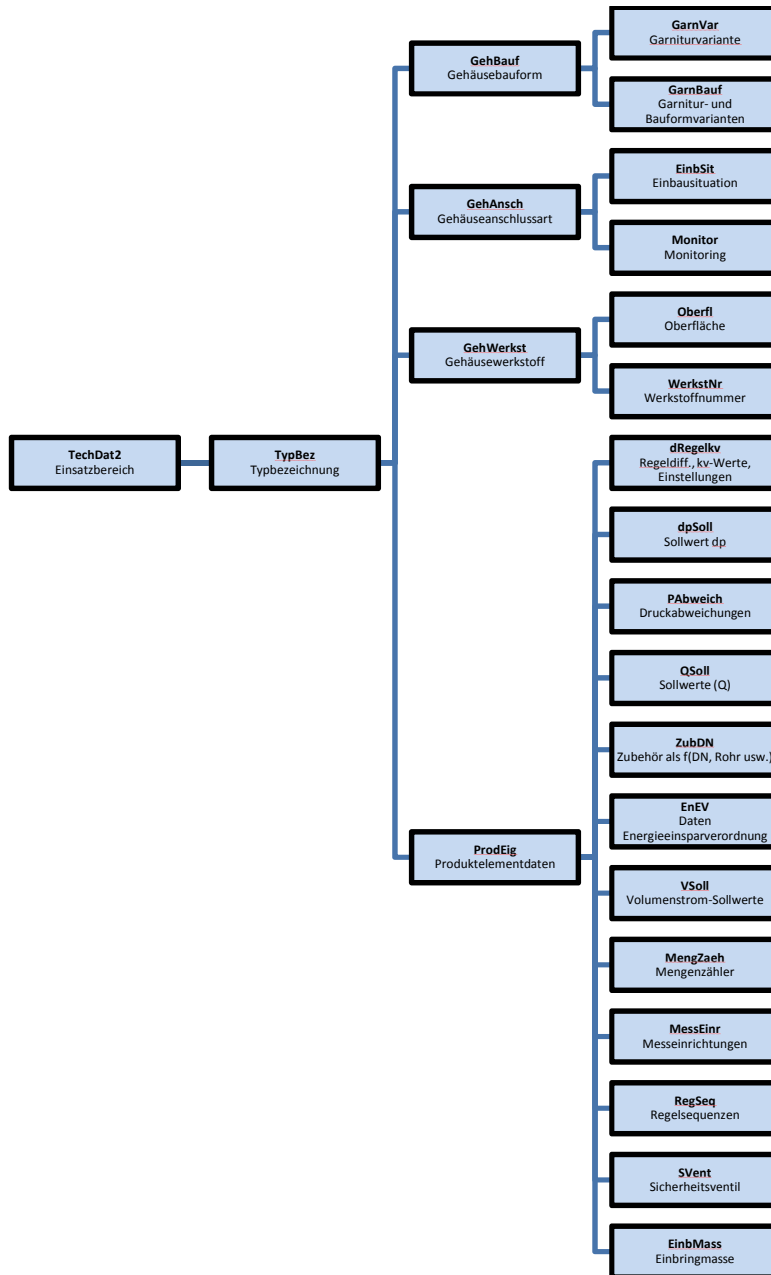 GarnVar
Garniturvariante
GehBauf
Gehäusebauform
GarnBauf
Garnitur- und
Bauformvarianten
EinbSit
Einbausituation
GehAnsch
Gehäuseanschlussart
Monitor
Monitoring
Oberfl
Oberfläche
GehWerkst
Gehäusewerkstoff
WerkstNr
Werkstoffnummer
TechDat2
Einsatzbereich
TypBez
Typbezeichnung
dRegelkv
Regeldiff., kv-Werte,
Einstellungen
dpSoll
Sollwert dp
PAbweich
Druckabweichungen
QSoll
Sollwerte (Q)
ZubDN
Zubehör als f(DN, Rohr usw.)
EnEV
Daten
Energieeinsparverordnung
ProdEig
Produktelementdaten
VSoll
Volumenstrom-Sollwerte
MengZaeh
Mengenzähler
MessEinr
Messeinrichtungen
RegSeq
Regelsequenzen
SVent
Sicherheitsventil
EinbMass
Einbringmasse